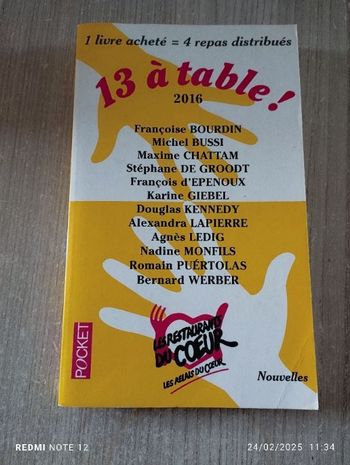 1 livre acheté = 4 repas distribués
13 à table !
2016
Françoise BOURDIN
Michel BUSSI
Maxime CHATTAM
Stéphane DE GROODT
François d'EPENOUX
Karine GIEBEL
Douglas KENNEDY
Alexandra LAPIERRE
Agnès LEDIG
Nadine MONFILS
Romain PUÉRTOLAS
Bernard WERBER
LES RESTAURANTS
DU CŒUR
LES RELAIS DU CŒUR
POCKET
Nouvelles
REDMI NOTE 12
24/02/2025 11:34